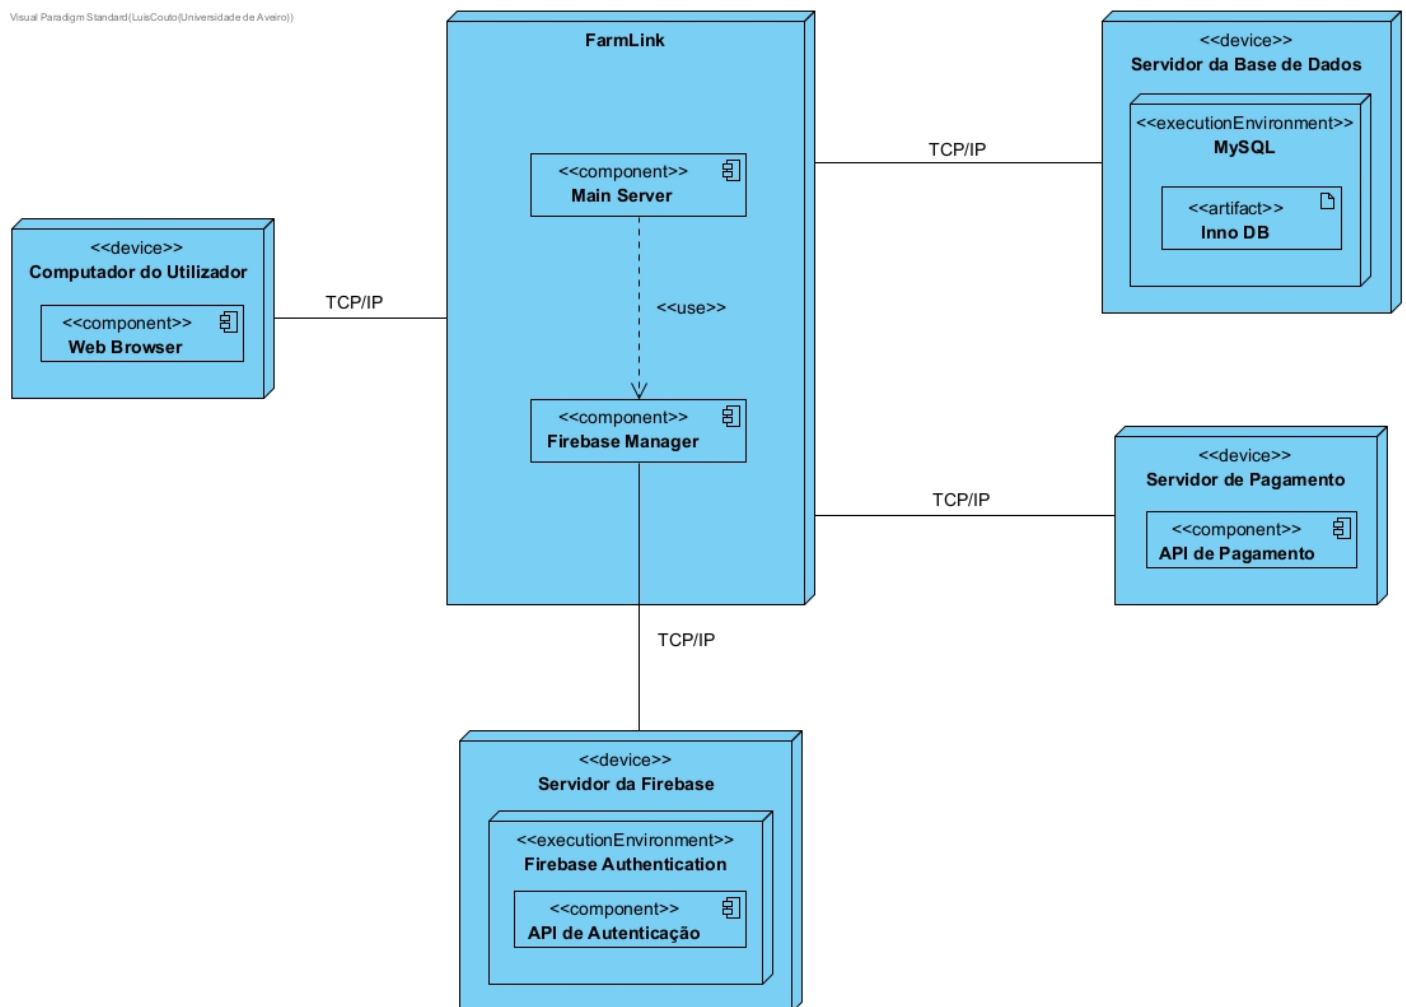 Visual Paradigm Standard(LuisCouto(Universidade de Aveiro))
FarmLink
<<component>>
Main Server
<<use>>
<<component>>
Firebase Manager
<<device>>
Computador do Utilizador
<<component>>
Web Browser
TCP/IP
TCP/IP
<<device>>
Servidor da Base de Dados
<<executionEnvironment>>
MySQL
<<artifact>>
Inno DB
TCP/IP
<<device>>
Servidor de Pagamento
<<component>>
API de Pagamento
TCP/IP
<<device>>
Servidor da Firebase
<<executionEnvironment>>
Firebase Authentication
<<component>>
API de Autenticação